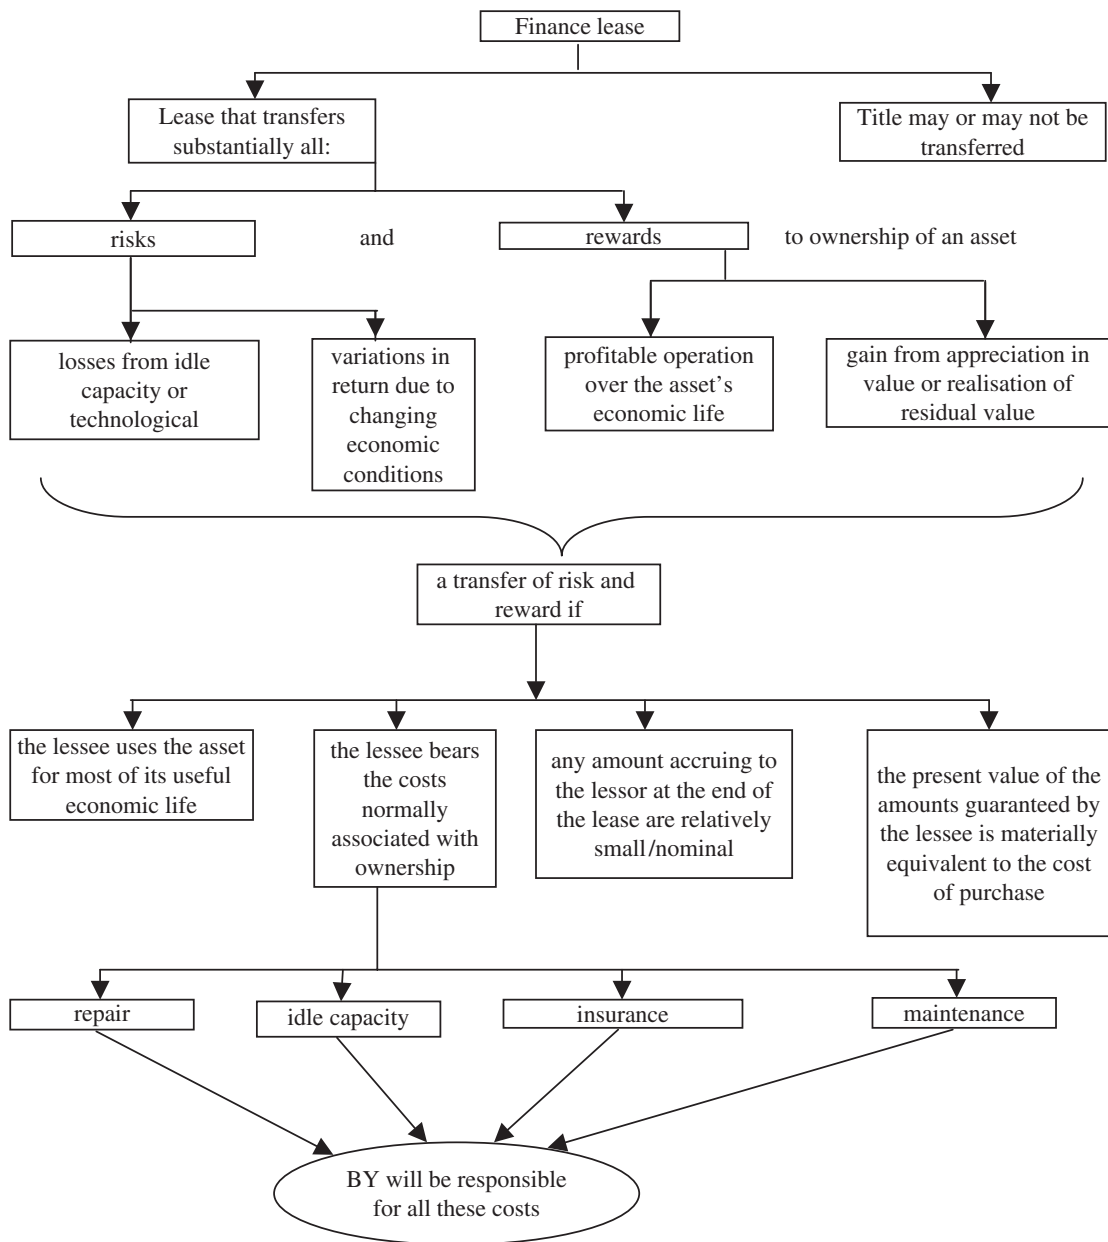 Finance lease
Lease that transfers
substantially all:
Title may or may not be
transferred
risks
and
rewards
to ownership of an asset
losses from idle
capacity or
technological
variations in
return due to
changing
economic
conditions
profitable operation
over the asset's
economic life
gain from appreciation in
value or realisation of
residual value
a transfer of risk and
reward if
the lessee uses the asset
for most of its useful
economic life
the lessee bears
the costs
normally
associated with
ownership
any amount accruing to
the lessor at the end of
the lease are relatively
small/nominal
the present value of the
amounts guaranteed by
the lessee is materially
equivalent to the cost
of purchase
repair
idle capacity
insurance
maintenance
BY will be responsible
for all these costs